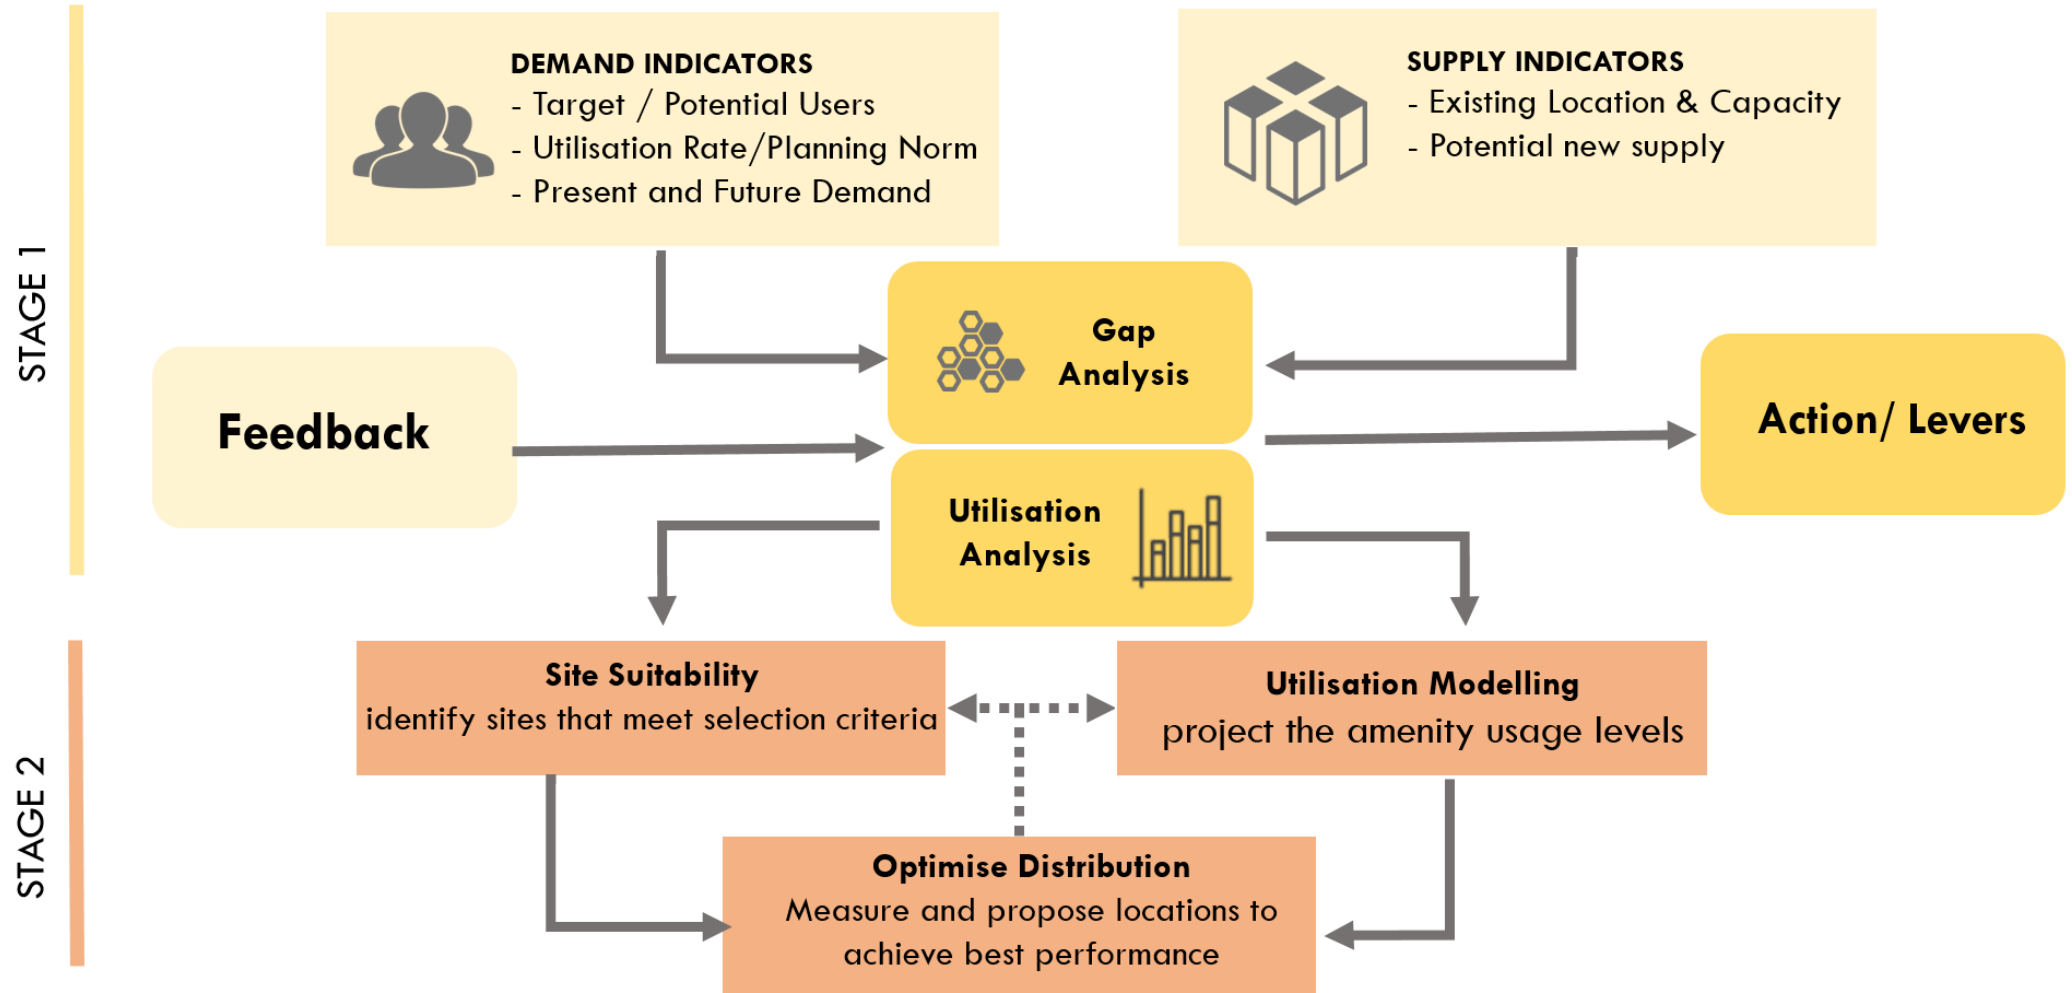 STAGE 1
DEMAND INDICATORS
- Target / Potential Users
- Utilisation Rate/Planning Norm
- Present and Future Demand
SUPPLY INDICATORS
- Existing Location & Capacity
- Potential new supply
Gap
Analysis
Feedback
Action/ Levers
Utilisation
Analysis
STAGE 2
Site Suitability
identify sites that meet selection criteria
Utilisation Modelling
project the amenity usage levels
Optimise Distribution
Measure and propose locations to
achieve best performance